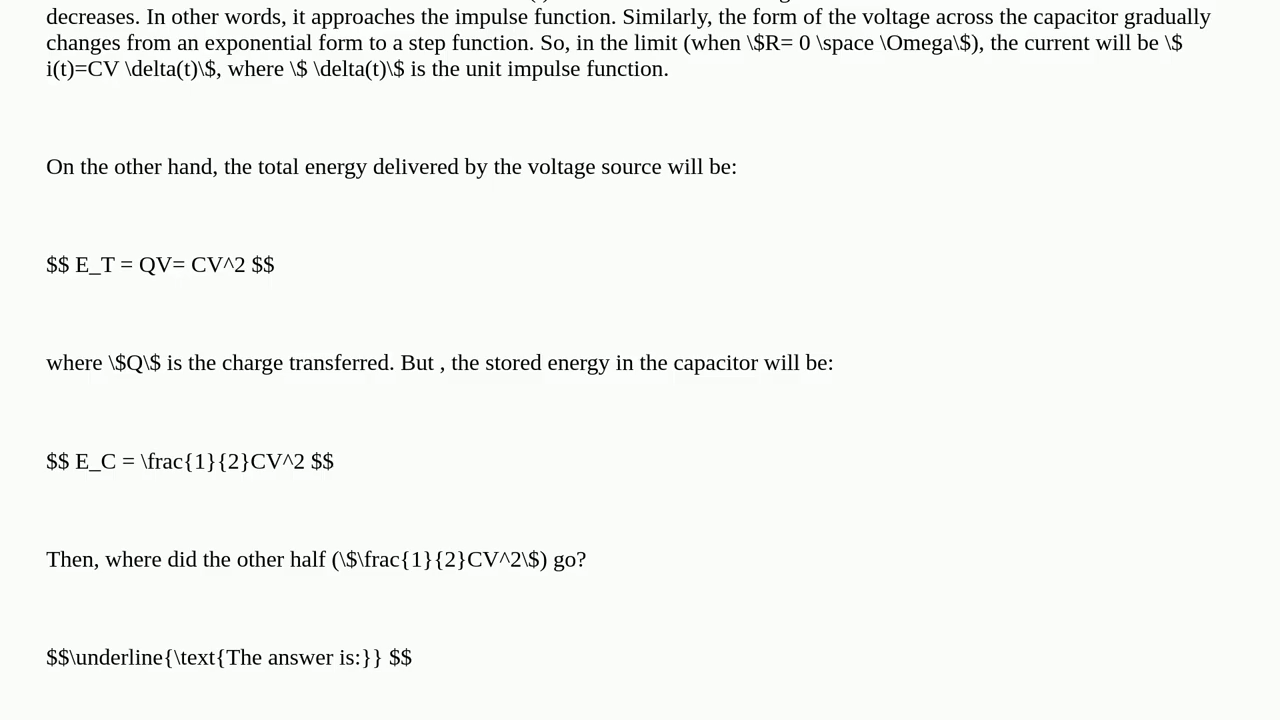 decreases. In other words, it approaches the impulse function. Similarly, the form of the voltage across the capacitor gradually
changes from an exponential form to a step function. So, in the limit (when \$R= 0 \space \Omega\$), the current will be \$
i(t)=CV \delta(t)\$, where \$ \delta(t)\$ is the unit impulse function.
On the other hand, the total energy delivered by the voltage source will be:
$$ E_T = QV= CV^2 $$
where \$Q\$ is the charge transferred. But , the stored energy in the capacitor will be:
$$ E_C = \frac{1}{2}CV^2 $$
Then, where did the other half (\$\frac{1}{2}CV^2\$) go?
$$\underline{\text{The answer is:}} $$